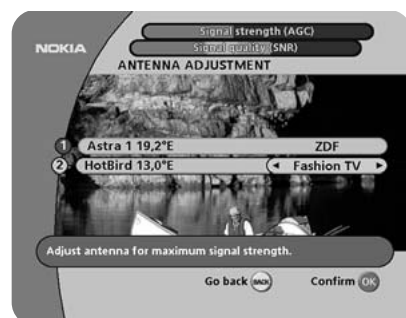 Signal strength (AGC)
NOKIA
Signal quality (SNR)
ANTENNA ADJUSTMENT
1 Astra 1 19,2°E ZDF
2 HotBird 13,0°E Fashion TV
Adjust antenna for maximum signal strength.
Go back BACK Confirm OK